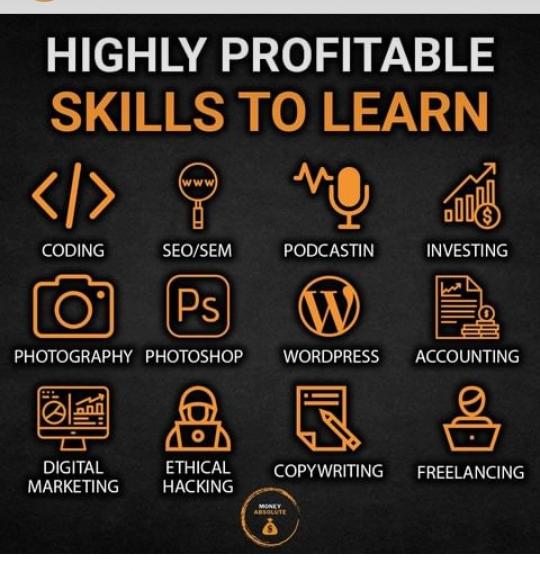 HIGHLY PROFITABLE
SKILLS TO LEARN
</>
www
CODING
SEO/SEM
PODCASTIN
INVESTING
$
Ps
W
PHOTOGRAPHY
PHOTOSHOP
WORDPRESS
ACCOUNTING
DIGITAL
MARKETING
ETHICAL
HACKING
COPYWRITING
FREELANCING
MONEY
ABSOLUTE
$